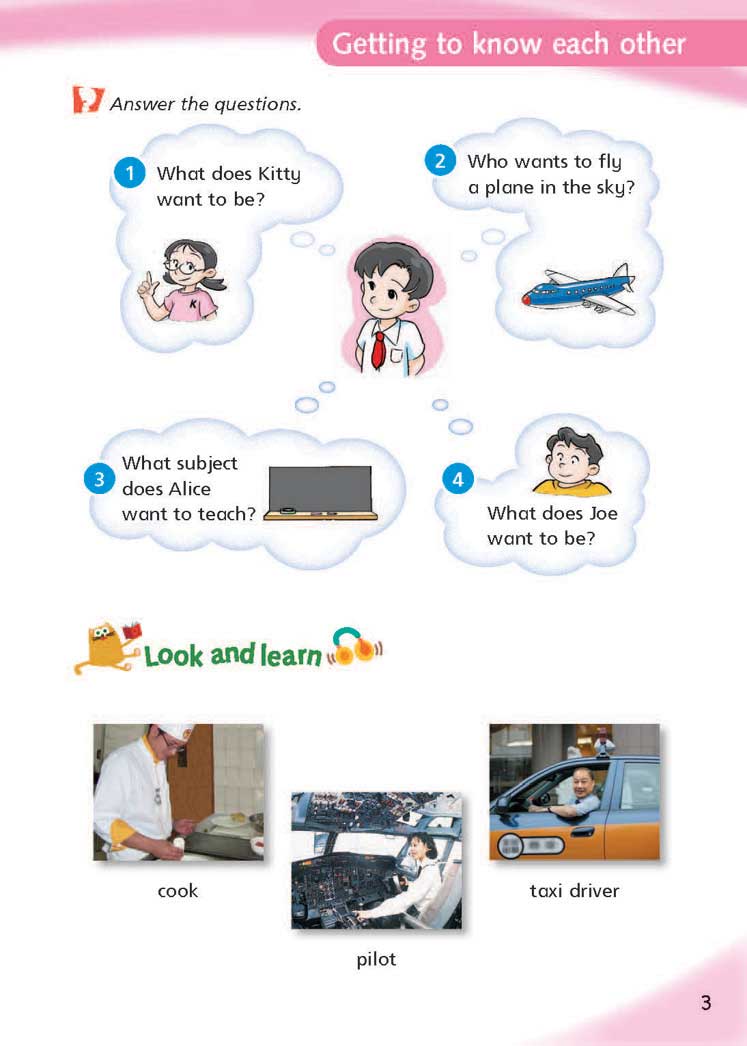 Getting to know each other
Answer the questions.
1
What does Kitty
want to be?
K
2
Who wants to fly
a plane in the sky?
3
What subject
does Alice
want to teach?
4
What does Joe
want to be?
Look and learn
cook
pilot
taxi driver
3